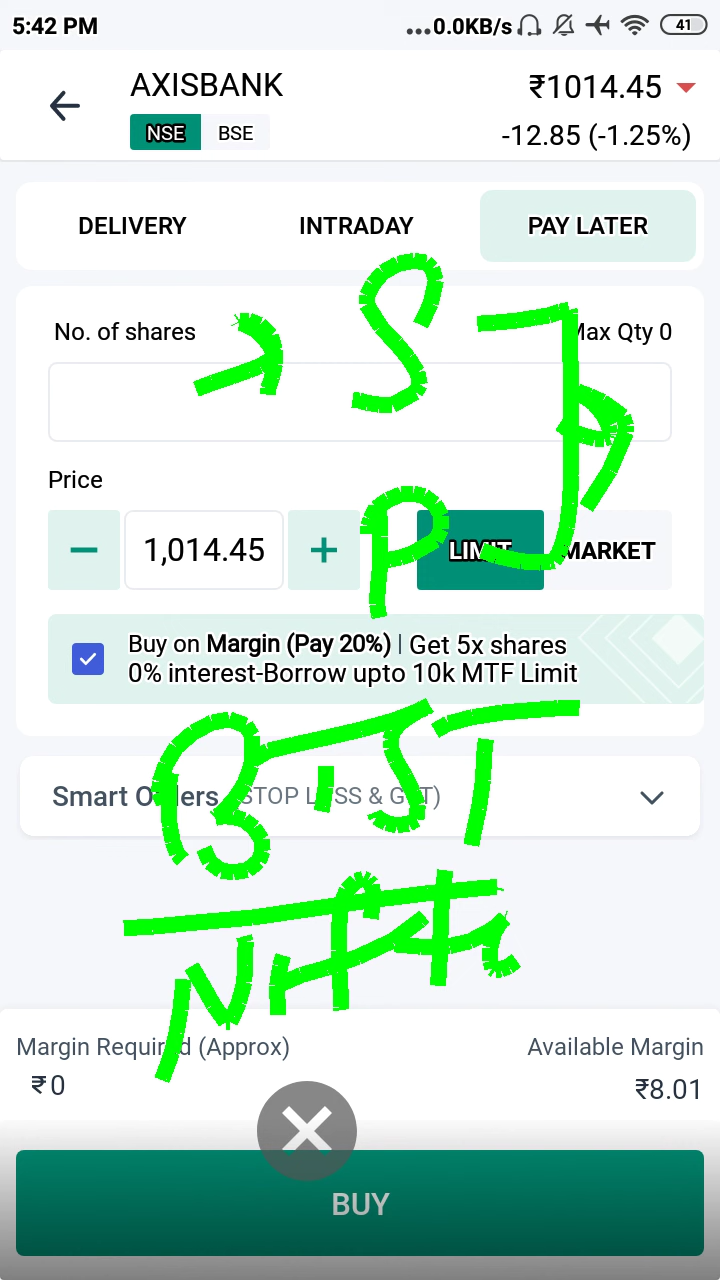 5:42 PM ...0.0KB/s 41
AXISBANK ₹1014.45
NSE BSE -12.85 (-1.25%)
DELIVERY INTRADAY PAY LATER
No. of shares Max Qty 0
S
Price
P
1,014.45 LIMIT MARKET
Buy on Margin (Pay 20%) | Get 5x shares
0% interest-Borrow upto 10k MTF Limit
Smart Orders (STOP LOSS & GTT)
Margin Required (Approx) Available Margin
₹0 ₹8.01
BUY